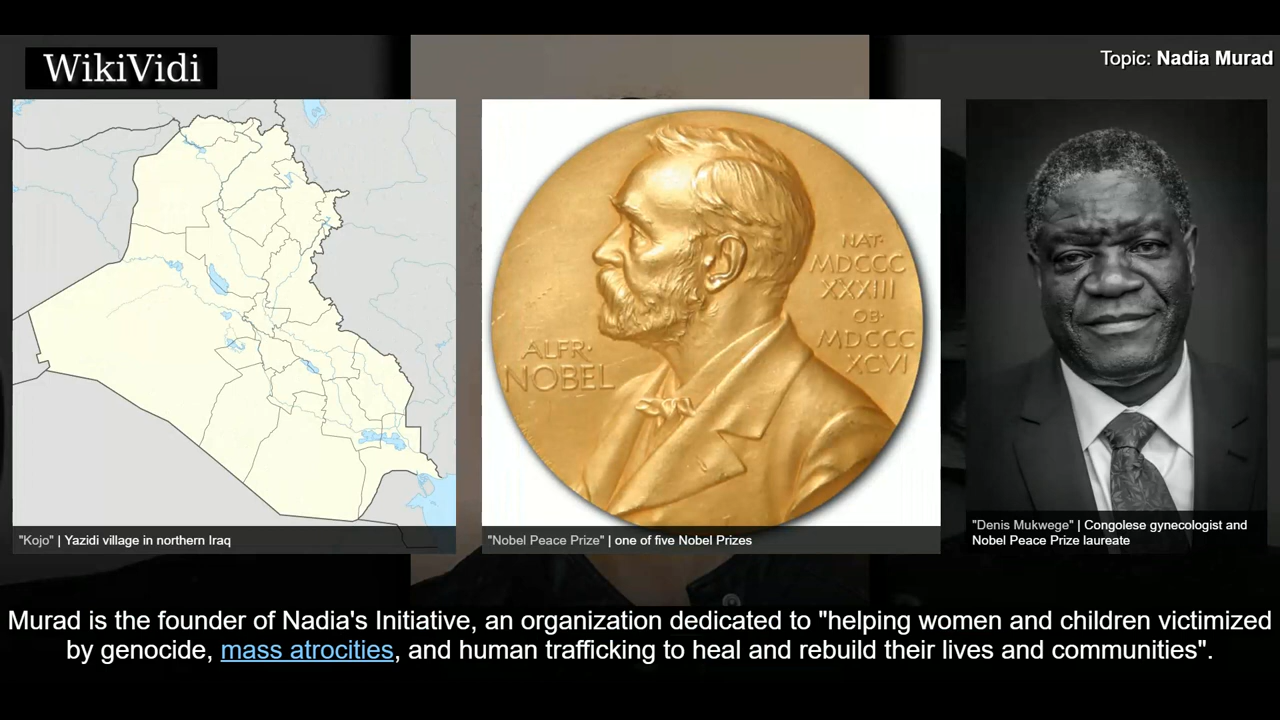 WikiVidi
Topic: Nadia Murad
ALFR·
NOBEL
NAT·
MDCCC
XXXIII
OB·
MDCCC
XCVI
"Kojo" | Yazidi village in northern Iraq
"Nobel Peace Prize" | one of five Nobel Prizes
"Denis Mukwege" | Congolese gynecologist and
Nobel Peace Prize laureate
Murad is the founder of Nadia's Initiative, an organization dedicated to "helping women and children victimized
by genocide, mass atrocities, and human trafficking to heal and rebuild their lives and communities".